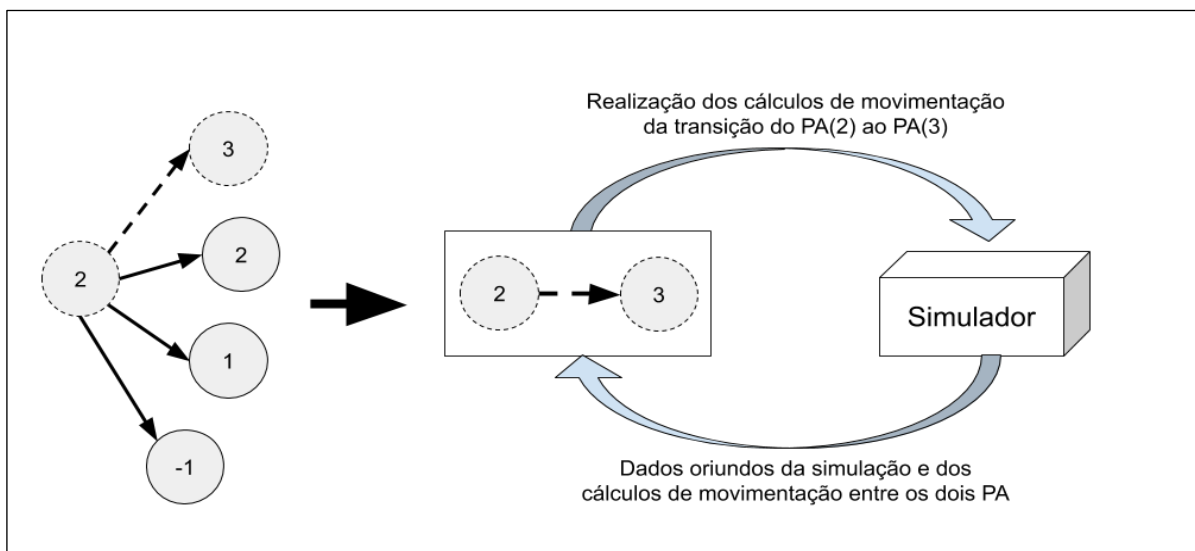 Realização dos cálculos de movimentação
da transição do PA(2) ao PA(3)
3
2
2
1
-1
2
3
Simulador
Dados oriundos da simulação e dos
cálculos de movimentação entre os dois PA